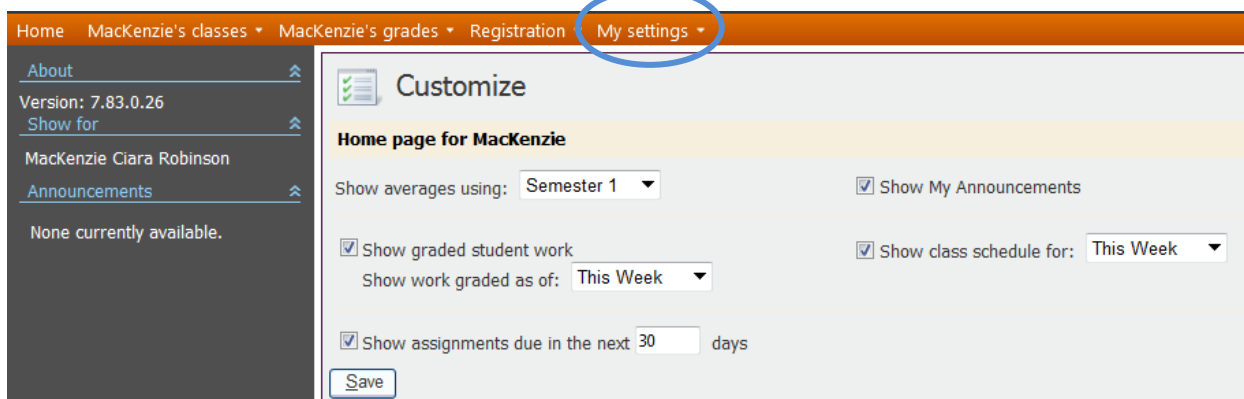 Home MacKenzie's classes MacKenzie's grades Registration My settings
About
Version: 7.83.0.26
Show for
MacKenzie Ciara Robinson
Announcements
None currently available.
Customize
Home page for MacKenzie
Show averages using: Semester 1
Show My Announcements
Show graded student work
Show work graded as of: This Week
Show class schedule for: This Week
Show assignments due in the next 30 days
Save